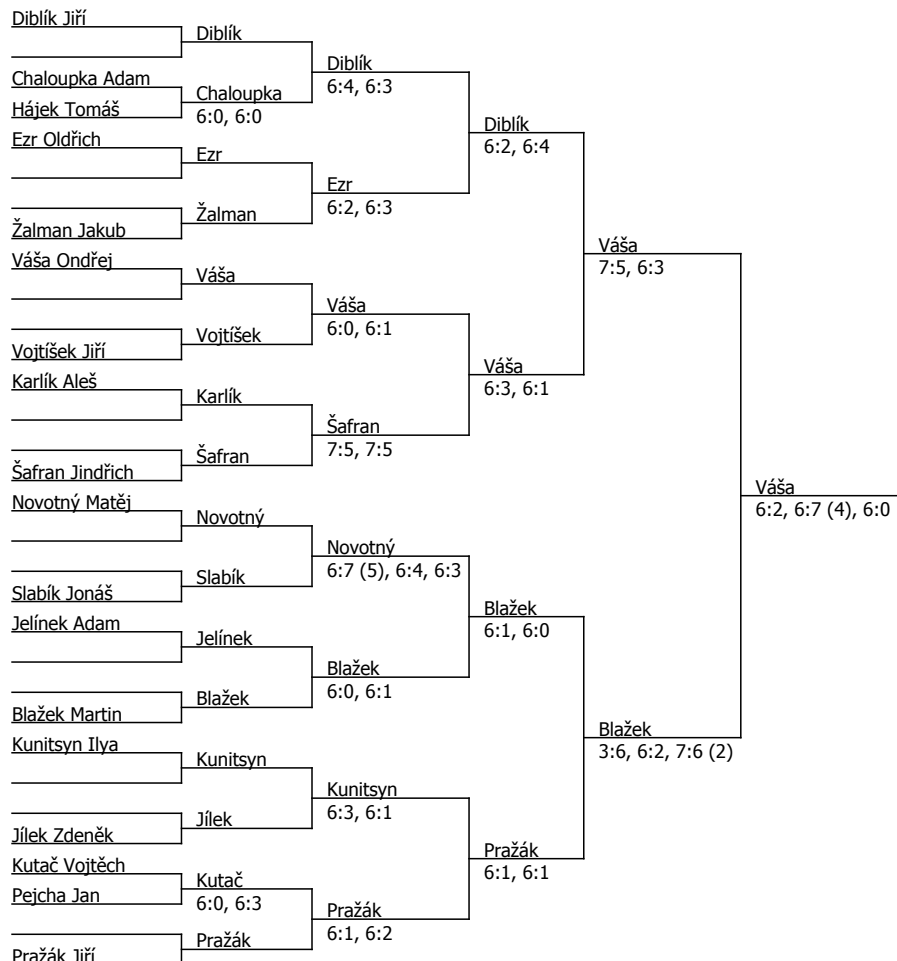 Diblík Jiří
Chaloupka Adam
Hájek Tomáš
Ezr Oldřich
Žalman Jakub
Váša Ondřej
Vojtíšek Jiří
Karlík Aleš
Šafran Jindřich
Novotný Matěj
Slabík Jonáš
Jelínek Adam
Blažek Martin
Kunitsyn Ilya
Jílek Zdeněk
Kutač Vojtěch
Pejcha Jan
Pražák Jiří
Diblík
Chaloupka
6:0, 6:0
Ezr
Žalman
Váša
Vojtíšek
Karlík
Šafran
Novotný
Slabík
Jelínek
Blažek
Kunitsyn
Jílek
Kutač
6:0, 6:3
Pražák
Diblík
6:4, 6:3
Ezr
6:2, 6:3
Váša
6:0, 6:1
Šafran
7:5, 7:5
Novotný
6:7 (5), 6:4, 6:3
Blažek
6:0, 6:1
Kunitsyn
6:3, 6:1
Pražák
6:1, 6:2
Diblík
6:2, 6:4
Váša
6:3, 6:1
Blažek
6:1, 6:0
Pražák
6:1, 6:1
Váša
7:5, 6:3
Blažek
3:6, 6:2, 7:6 (2)
Váša
6:2, 6:7 (4), 6:0